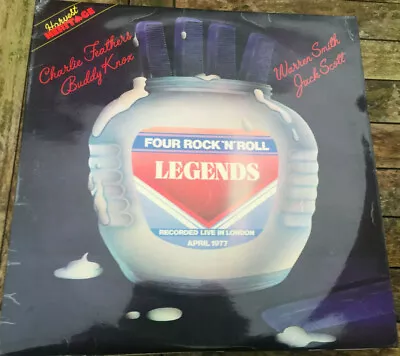 Harvest
HERITAGE
Charlie Feathers
Buddy Knox
Warren Smith
Jack Scott
FOUR ROCK 'N' ROLL
LEGENDS
RECORDED LIVE IN LONDON
APRIL 1977